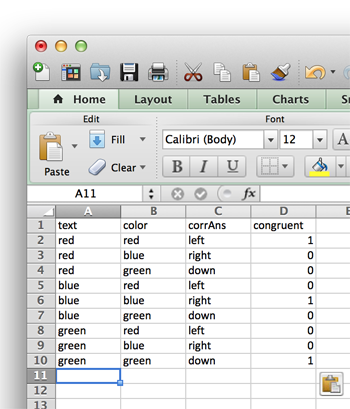 Home Layout Tables Charts
Edit Font
Paste Fill Clear Calibri (Body) 12 A
B I U
A11 fx
A B C D
1 text color corrAns congruent
2 red red left 1
3 red blue right 0
4 red green down 0
5 blue red left 0
6 blue blue right 1
7 blue green down 0
8 green red left 0
9 green blue right 0
10 green green down 1
11
12
13